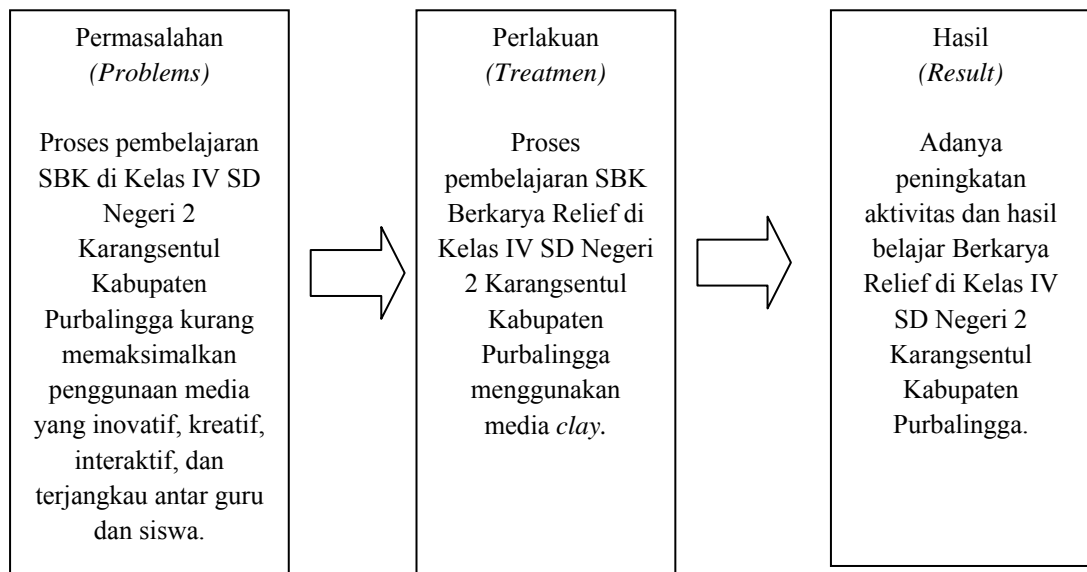 Permasalahan
(Problems)
Proses pembelajaran
SBK di Kelas IV SD
Negeri 2
Karangsentul
Kabupaten
Purbalingga kurang
memaksimalkan
penggunaan media
yang inovatif, kreatif,
interaktif, dan
terjangkau antar guru
dan siswa.
Perlakuan
(Treatmen)
Proses
pembelajaran SBK
Berkarya Relief di
Kelas IV SD Negeri
2 Karangsentul
Kabupaten
Purbalingga
menggunakan
media clay.
Hasil
(Result)
Adanya
peningkatan
aktivitas dan hasil
belajar Berkarya
Relief di Kelas IV
SD Negeri 2
Karangsentul
Kabupaten
Purbalingga.